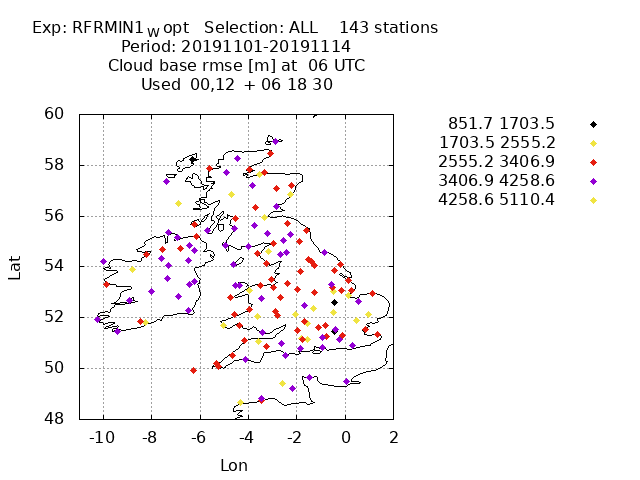 Exp: RFRMIN1 W opt Selection: ALL 143 stations
Period: 20191101-20191114
Cloud base rmse [m] at 06 UTC
Used 00,12 + 06 18 30
851.7 1703.5
1703.5 2555.2
2555.2 3406.9
3406.9 4258.6
4258.6 5110.4
60
58
56
54
52
50
48
Lat
-10 -8 -6 -4 -2 0 2
Lon